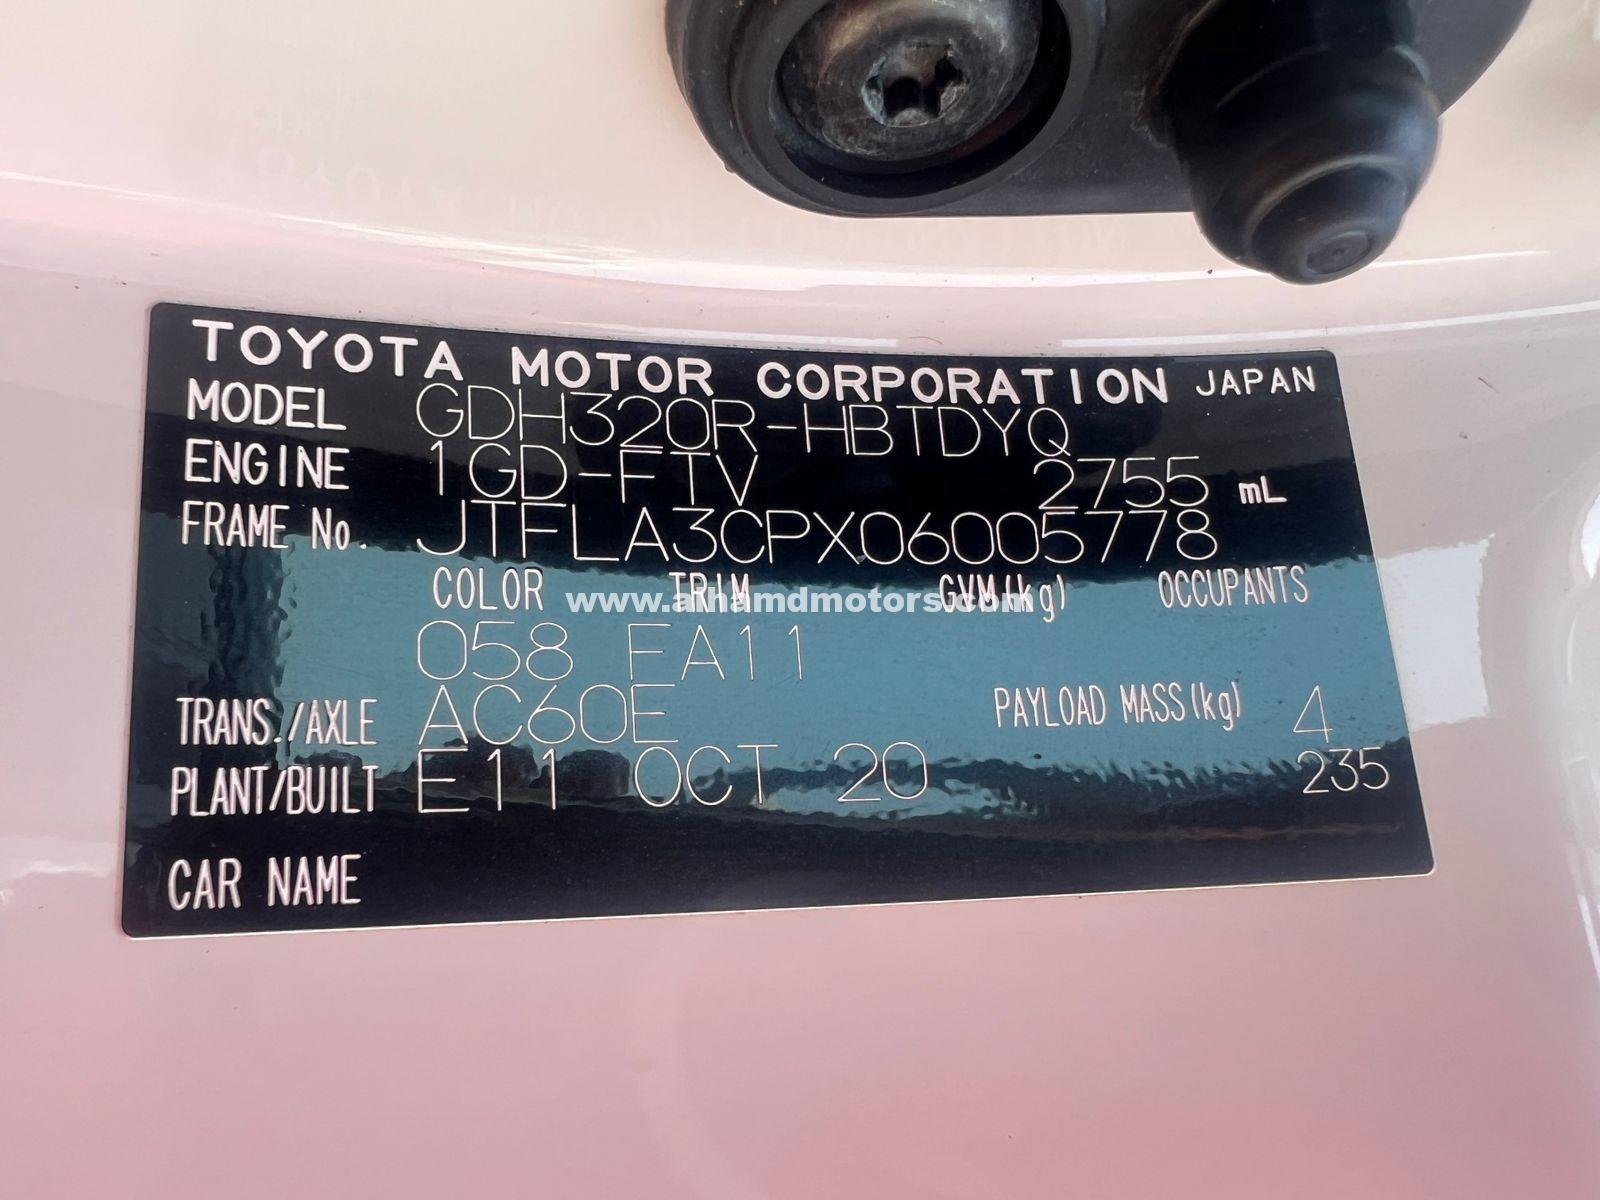 TOYOTA MOTOR CORPORATION JAPAN
MODEL GDH320R-HBTDYQ
ENGINE 1GD-FTV 2755 mL
FRAME No. JTFLA3CPX06005778
COLOR TRIM GVM(kg) OCCUPANTS
www.alhamdmotors.com
058 FA11
TRANS./AXLE AC60E PAYLOAD MASS(kg) 4
PLANT/BUILT E11 OCT 20 235
CAR NAME